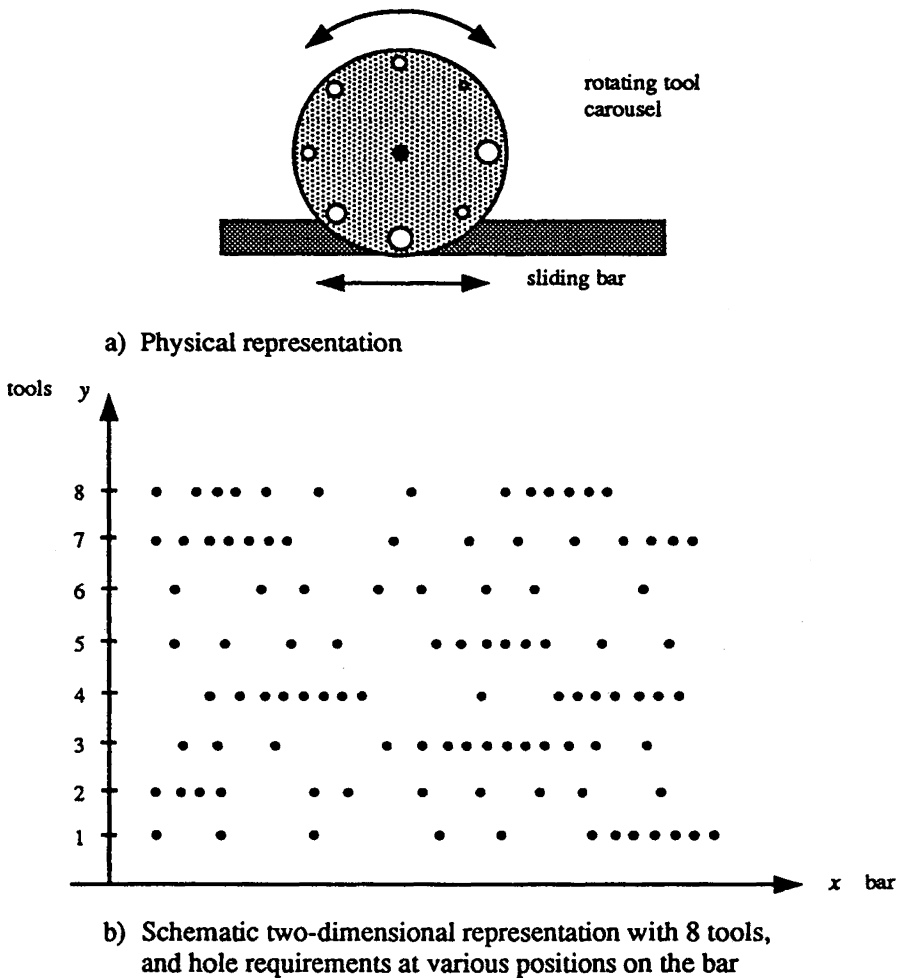 rotating tool
carousel
sliding bar
a) Physical representation
tools y
8
7
6
5
4
3
2
1
x bar
b) Schematic two-dimensional representation with 8 tools,
and hole requirements at various positions on the bar